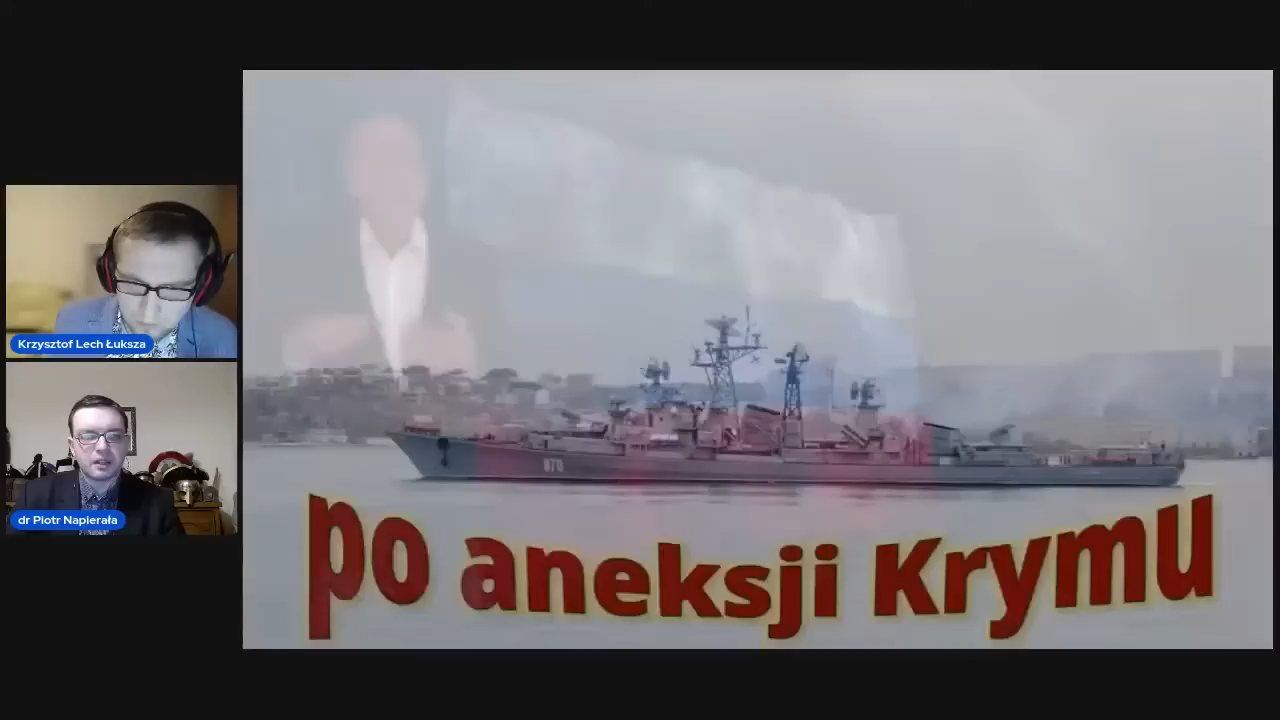 Krzysztof Lech Łuksza
dr Piotr Napierała
po aneksji Krymu